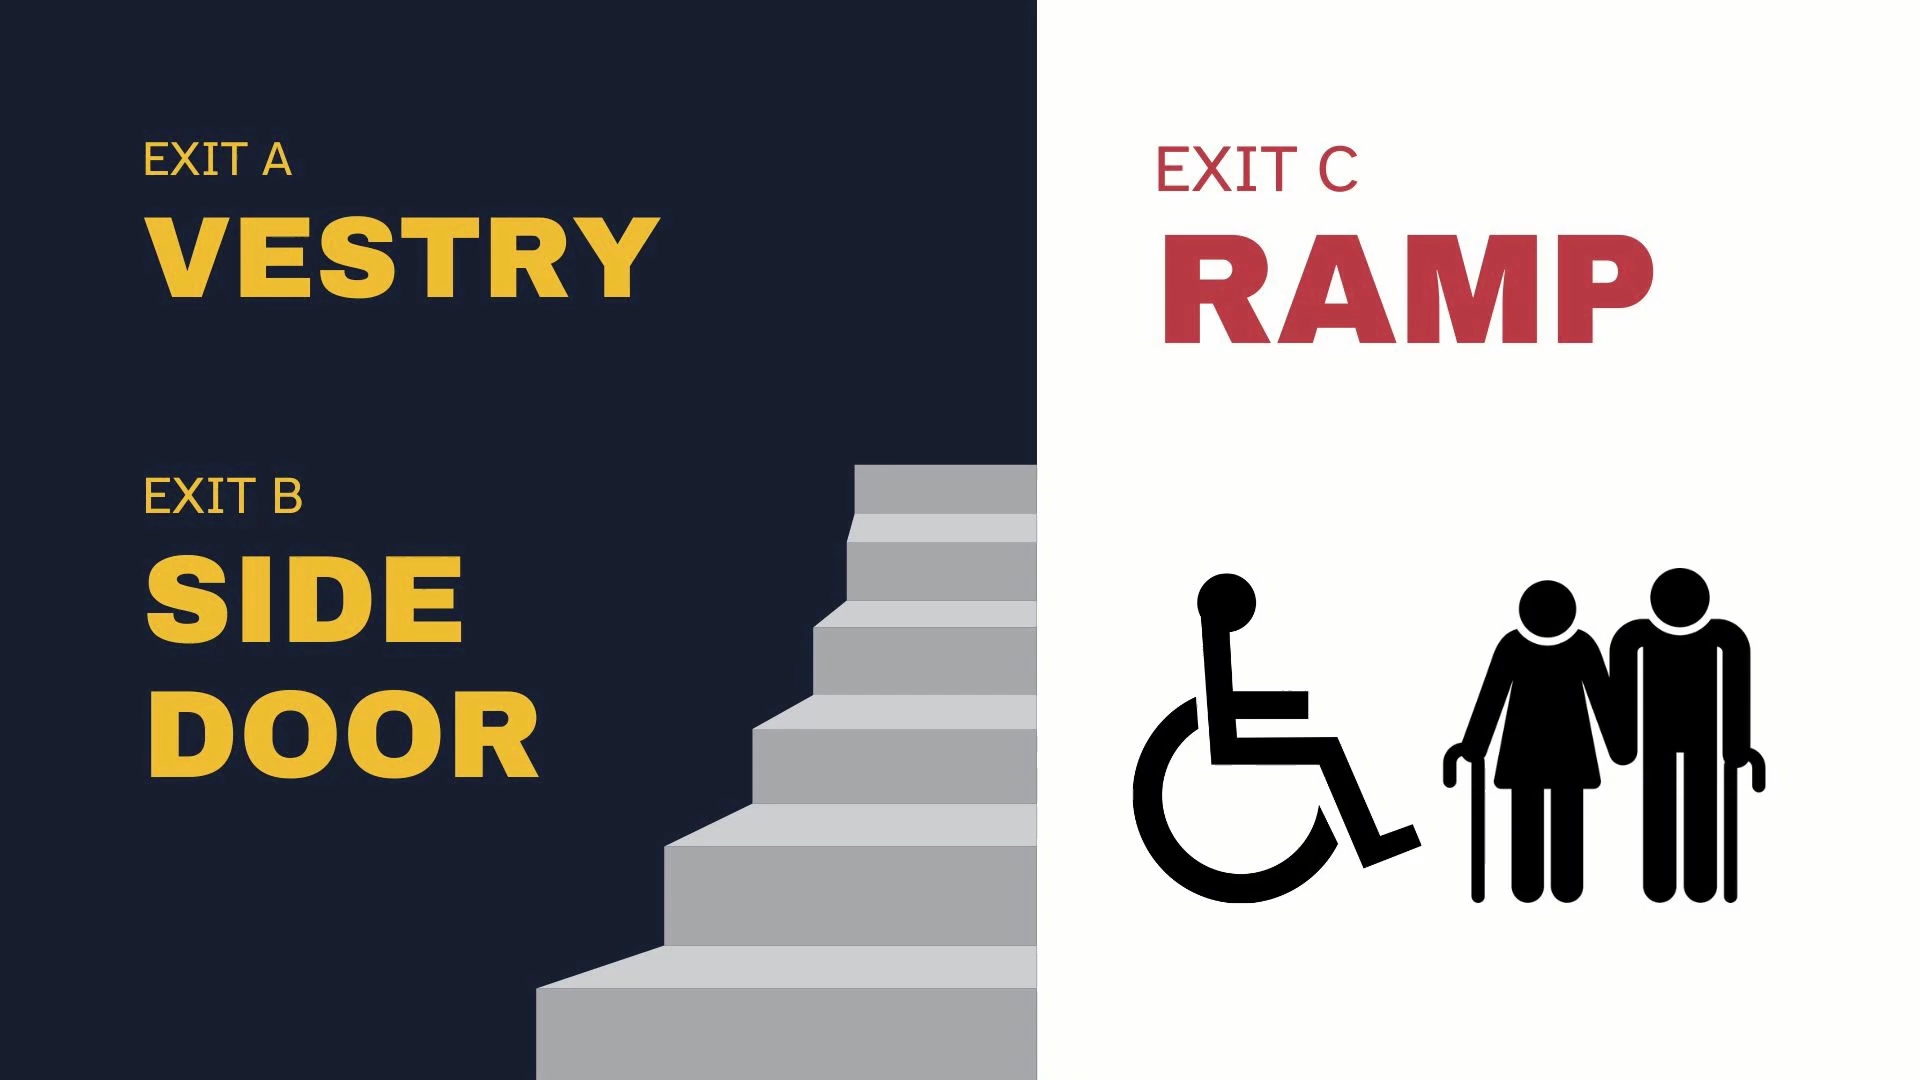 EXIT A
VESTRY
EXIT B
SIDE
DOOR
EXIT C
RAMP